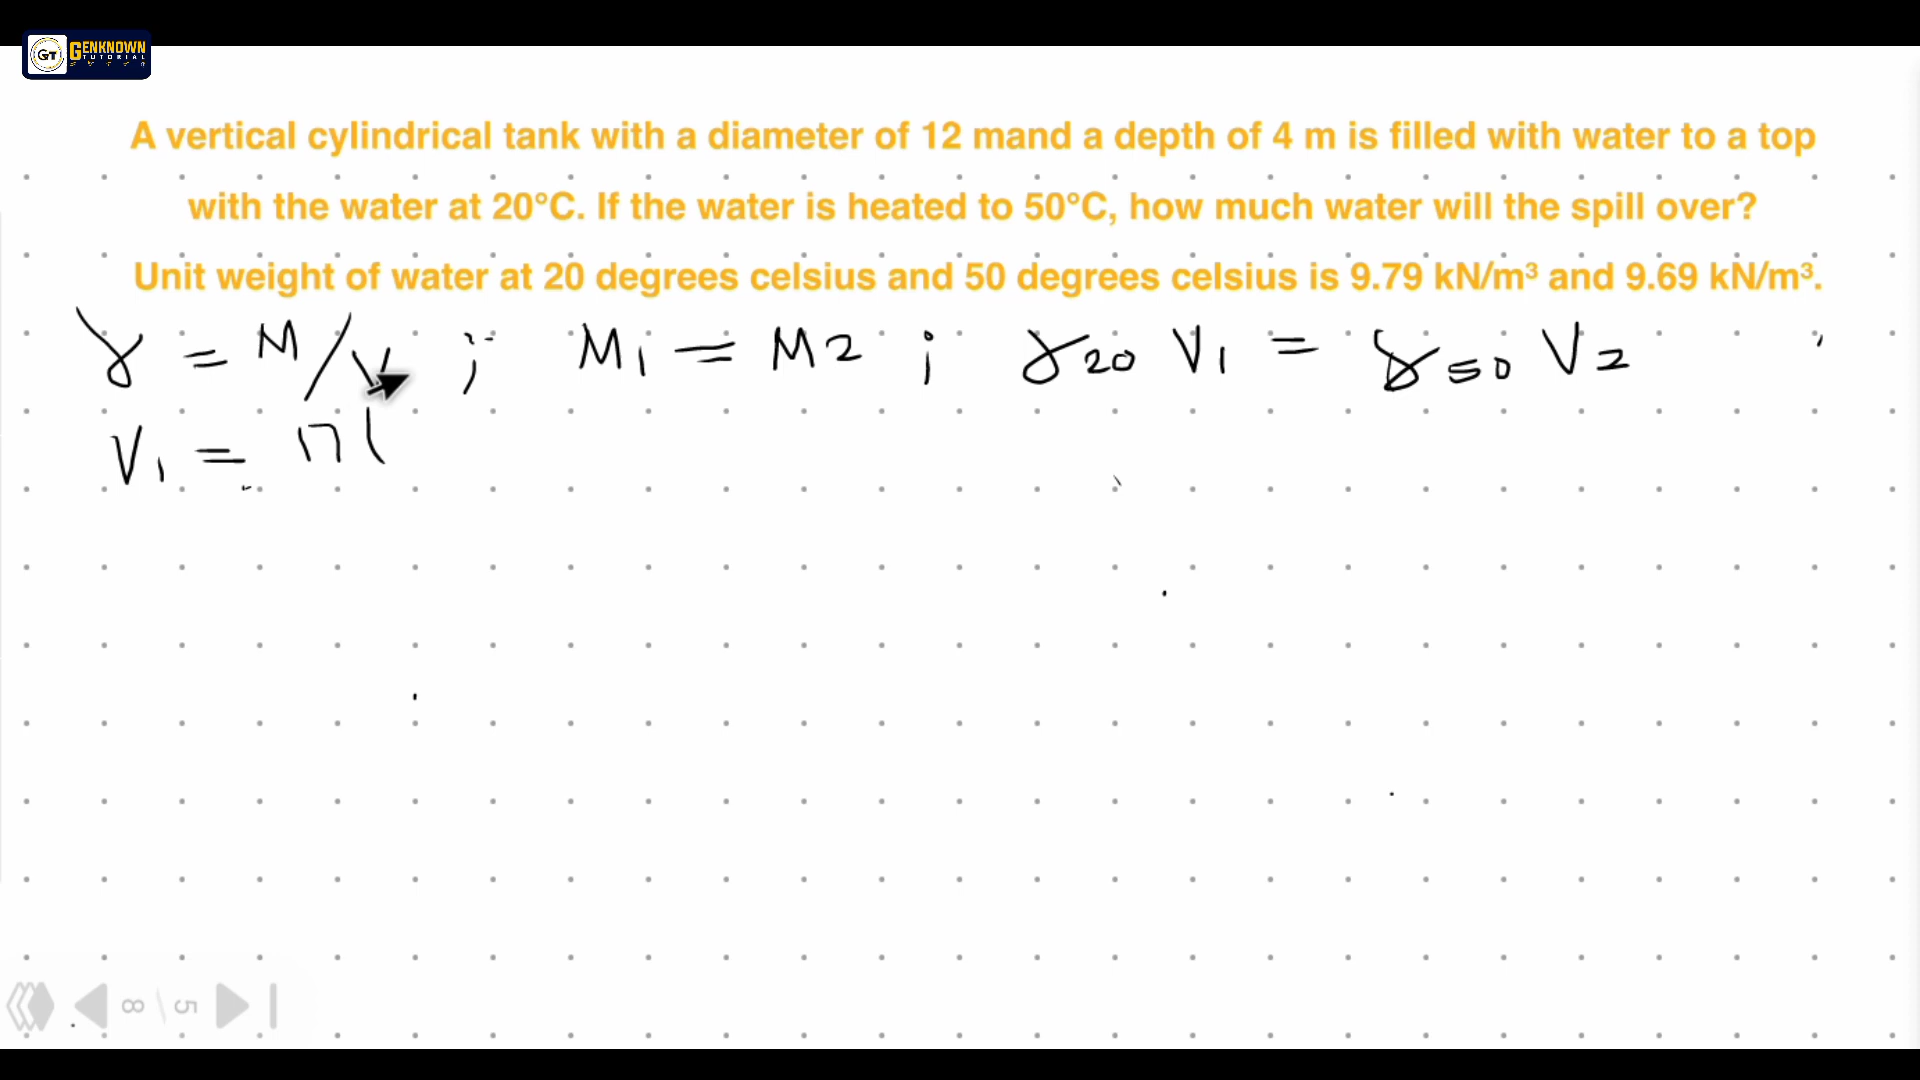 GT GENKNOWN
TUTORIAL
A vertical cylindrical tank with a diameter of 12 mand a depth of 4 m is filled with water to a top
with the water at 20°C. If the water is heated to 50°C, how much water will the spill over?
Unit weight of water at 20 degrees celsius and 50 degrees celsius is 9.79 kN/m³ and 9.69 kN/m³.
γ = M/V ; M1 = M2 ; γ20 V1 = γ50 V2
V1 =
8 \ 5